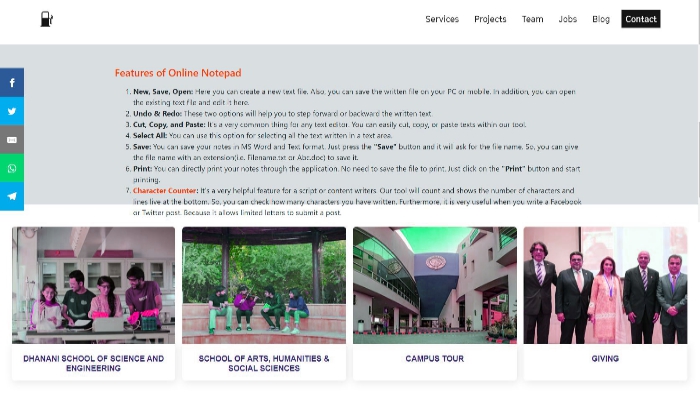 Services Projects Team Jobs Blog Contact
Features of Online Notepad
1. New, Save, Open: Here you can create a new text file. Also, you can save the written file on your PC or mobile. In addition, you can open
the existing text file and edit it here.
2. Undo & Redo: These two options will help you to step forward or backward the written text.
3. Cut, Copy, and Paste: It's a very common thing for any text editor. You can easily cut, copy, or paste texts within our tool.
4. Select All: You can use this option for selecting all the text written in a text area.
5. Save: You can save your notes in MS Word and Text format. Just press the "Save" button and it will ask for the file name. So, you can give
the file name with an extension(i.e. Filename.txt or Abc.doc) to save it.
6. Print: You can directly print your notes through the application. No need to save the file to print. Just click on the "Print" button and start
printing.
7. Character Counter: It's a very helpful feature for a script or content writers. Our tool will count and shows the number of characters and
lines live at the bottom. So, you can check how many characters you have written. Furthermore, it is very useful when you write a Facebook
or Twitter post. Because it allows limited letters to submit a post.
DHANANI SCHOOL OF SCIENCE AND
ENGINEERING
SCHOOL OF ARTS, HUMANITIES &
SOCIAL SCIENCES
CAMPUS TOUR
GIVING